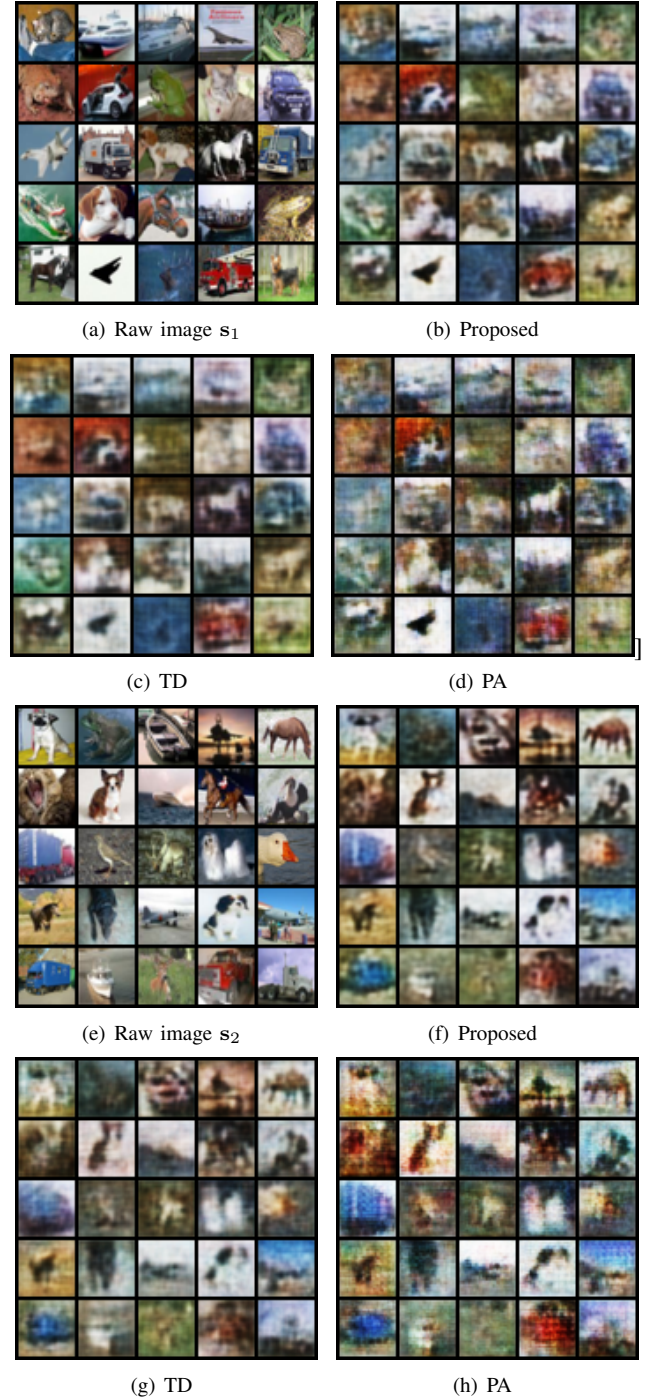 (a) Raw image s₁
(b) Proposed
(c) TD
(d) PA
]
(e) Raw image s₂
(f) Proposed
(g) TD
(h) PA